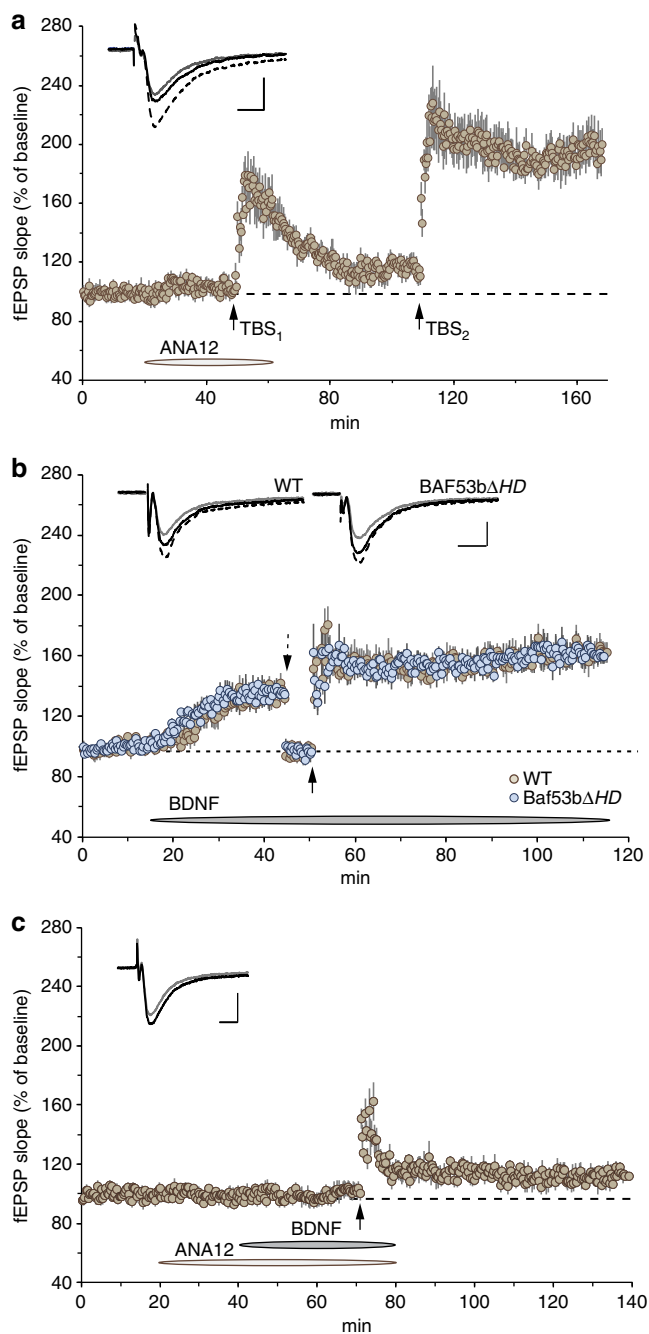 a
280
240
200
160
120
80
40
fEPSP slope (% of baseline)
TBS1
TBS2
ANA12
0
40
80
120
160
min
b
280
240
200
160
120
80
40
fEPSP slope (% of baseline)
WT
BAF53bΔHD
WT
Baf53bΔHD
BDNF
0
20
40
60
80
100
120
min
c
280
240
200
160
120
80
40
fEPSP slope (% of baseline)
BDNF
ANA12
0
20
40
60
80
100
120
140
min